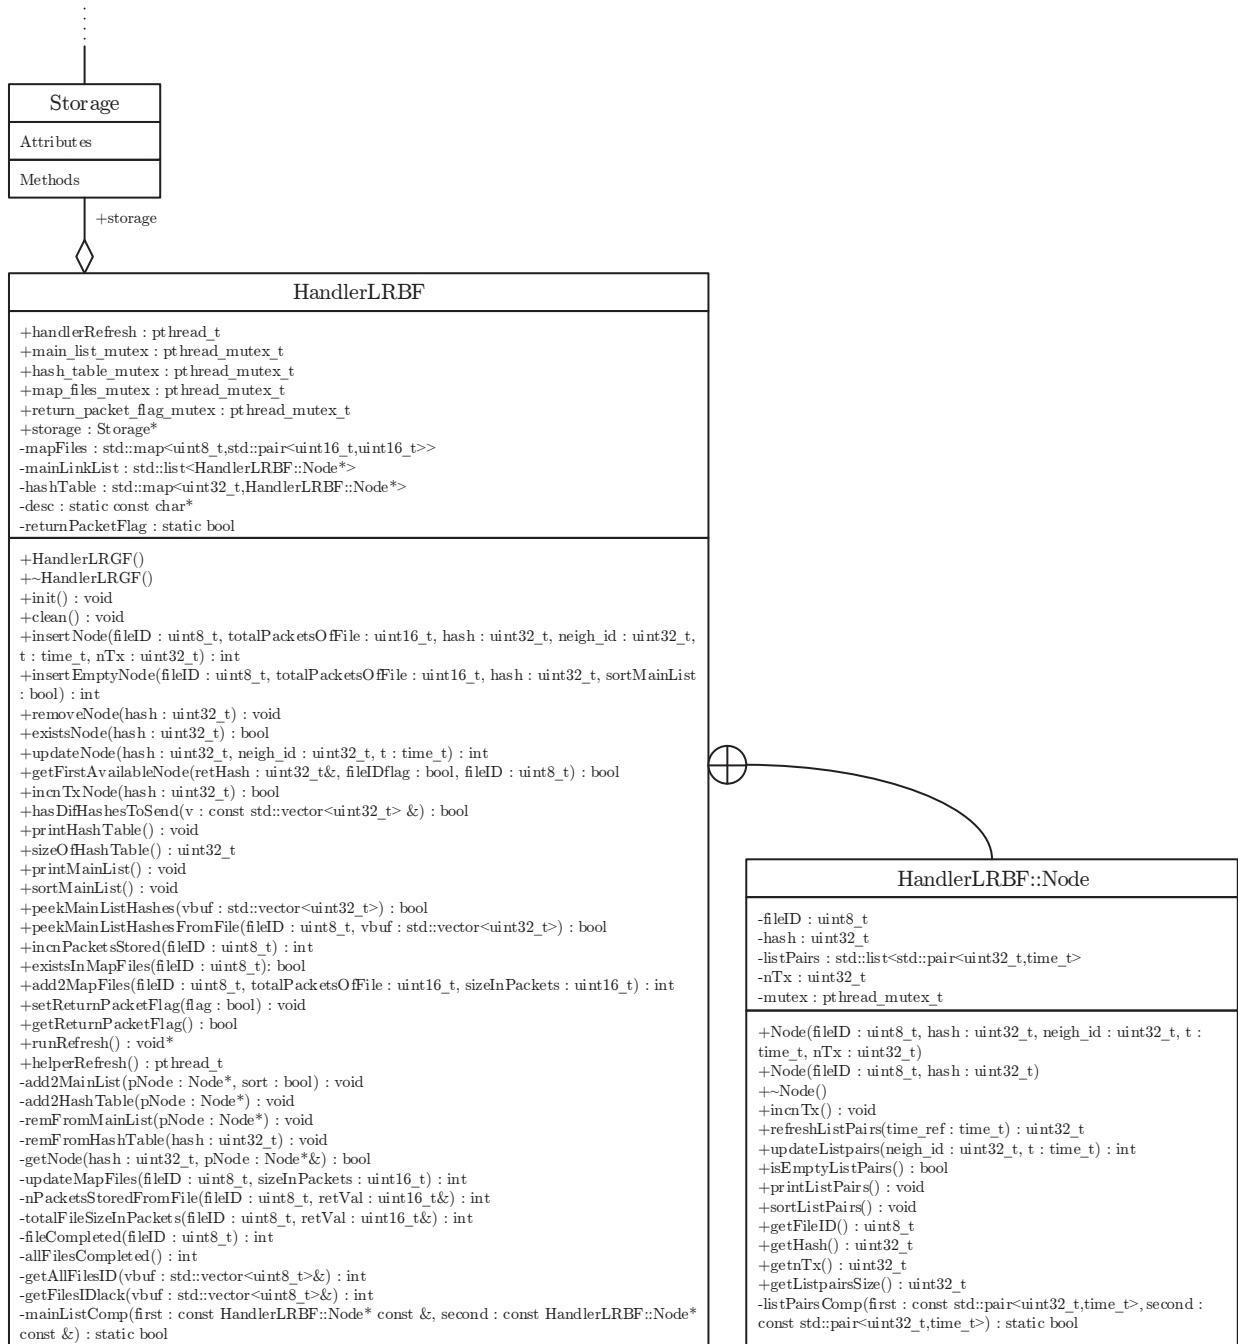 Storage
Attributes
Methods
+storage
HandlerLRBF
+handlerRefresh : pthread_t
+main_list_mutex : pthread_mutex_t
+hash_table_mutex : pthread_mutex_t
+map_files_mutex : pthread_mutex_t
+return_packet_flag_mutex : pthread_mutex_t
+storage : Storage*
-mapFiles : std::map<uint8_t,std::pair<uint16_t,uint16_t>>
-mainLinkList : std::list<HandlerLRBF::Node*>
-hashTable : std::map<uint32_t,HandlerLRBF::Node*>
-desc : static const char*
-returnPacketFlag : static bool
+HandlerLRGF()
+~HandlerLRGF()
+init() : void
+clean() : void
+insertNode(fileID : uint8_t, totalPacketsOfFile : uint16_t, hash : uint32_t, neigh_id : uint32_t,
t : time_t, nTx : uint32_t) : int
+insertEmptyNode(fileID : uint8_t, totalPacketsOfFile : uint16_t, hash : uint32_t, sortMainList
: bool) : int
+removeNode(hash : uint32_t) : void
+existsNode(hash : uint32_t) : bool
+updateNode(hash : uint32_t, neigh_id : uint32_t, t : time_t) : int
+getFirstAvailableNode(retHash : uint32_t&, fileIDflag : bool, fileID : uint8_t) : bool
+incnTxNode(hash : uint32_t) : bool
+hasDifHashesToSend(v : const std::vector<uint32_t> &) : bool
+printHashTable() : void
+sizeOfHashTable() : uint32_t
+printMainList() : void
+sortMainList() : void
+peekMainListHashes(vbuf : std::vector<uint32_t>) : bool
+peekMainListHashesFromFile(fileID : uint8_t, vbuf : std::vector<uint32_t>) : bool
+incnPacketsStored(fileID : uint8_t) : int
+existsInMapFiles(fileID : uint8_t): bool
+add2MapFiles(fileID : uint8_t, totalPacketsOfFile : uint16_t, sizeInPackets : uint16_t) : int
+setReturnPacketFlag(flag : bool) : void
+getReturnPacketFlag() : bool
+runRefresh() : void*
+helperRefresh() : pthread_t
-add2MainList(pNode : Node*, sort : bool) : void
-add2HashTable(pNode : Node*) : void
-remFromMainList(pNode : Node*) : void
-remFromHashTable(hash : uint32_t) : void
-getNode(hash : uint32_t, pNode : Node*&) : bool
-updateMapFiles(fileID : uint8_t, sizeInPackets : uint16_t) : int
-nPacketsStoredFromFile(fileID : uint8_t, retVal : uint16_t&) : int
-totalFileSizeInPackets(fileID : uint8_t, retVal : uint16_t&) : int
-fileCompleted(fileID : uint8_t) : int
-allFilesCompleted() : int
-getAllFilesID(vbuf : std::vector<uint8_t>&) : int
-getFilesIDlack(vbuf : std::vector<uint8_t>&) : int
-mainListComp(first : const HandlerLRBF::Node* const &, second : const HandlerLRBF::Node*
const &) : static bool
HandlerLRBF::Node
-fileID : uint8_t
-hash : uint32_t
-listPairs : std::list<std::pair<uint32_t,time_t>
-nTx : uint32_t
-mutex : pthread_mutex_t
+Node(fileID : uint8_t, hash : uint32_t, neigh_id : uint32_t, t :
time_t, nTx : uint32_t)
+Node(fileID : uint8_t, hash : uint32_t)
+~Node()
+incnTx() : void
+refreshListPairs(time_ref : time_t) : uint32_t
+updateListpairs(neigh_id : uint32_t, t : time_t) : int
+isEmptyListPairs() : bool
+printListPairs() : void
+sortListPairs() : void
+getFileID() : uint8_t
+getHash() : uint32_t
+getnTx() : uint32_t
+getListpairsSize() : uint32_t
-listPairsComp(first : const std::pair<uint32_t,time_t>, second :
const std::pair<uint32_t,time_t>) : static bool